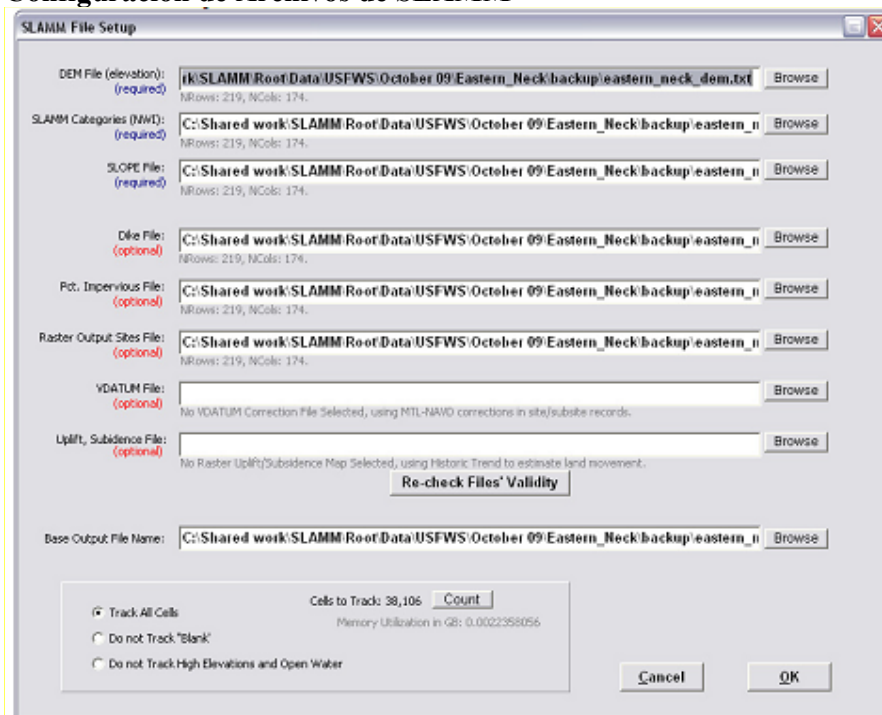 Configuración de Archivos de SLAMM
SLAMM File Setup
DEM File (elevation):
(required)
rk\SLAMM\Root\Data\USFWS\October 09\Eastern_Neck\backup\eastern_neck_dem.txt
Browse
NRows: 219, NCols: 174.
SLAMM Categories (NWI):
(required)
C:\Shared work\SLAMM\Root\Data\USFWS\October 09\Eastern_Neck\backup\eastern_n
Browse
NRows: 219, NCols: 174.
SLOPE File:
(required)
C:\Shared work\SLAMM\Root\Data\USFWS\October 09\Eastern_Neck\backup\eastern_n
Browse
NRows: 219, NCols: 174.
Dike File:
(optional)
C:\Shared work\SLAMM\Root\Data\USFWS\October 09\Eastern_Neck\backup\eastern_n
Browse
NRows: 219, NCols: 174.
Pct. Impervious File:
(optional)
C:\Shared work\SLAMM\Root\Data\USFWS\October 09\Eastern_Neck\backup\eastern_n
Browse
NRows: 219, NCols: 174.
Raster Output Sites File:
(optional)
C:\Shared work\SLAMM\Root\Data\USFWS\October 09\Eastern_Neck\backup\eastern_n
Browse
NRows: 219, NCols: 174.
VDATUM File:
(optional)
Browse
No VDATUM Correction File Selected, using MTL-NAVD corrections in site/subsite records.
Uplift, Subidence File:
(optional)
Browse
No Raster Uplift/Subsidence Map Selected, using Historic Trend to estimate land movement.
Re-check Files' Validity
Base Output File Name:
C:\Shared work\SLAMM\Root\Data\USFWS\October 09\Eastern_Neck\backup\eastern_n
Browse
Track All Cells
Cells to Track: 38,106
Count
Memory Utilization in GB: 0.0022358056
Do not Track "Blank"
Do not Track High Elevations and Open Water
Cancel
OK